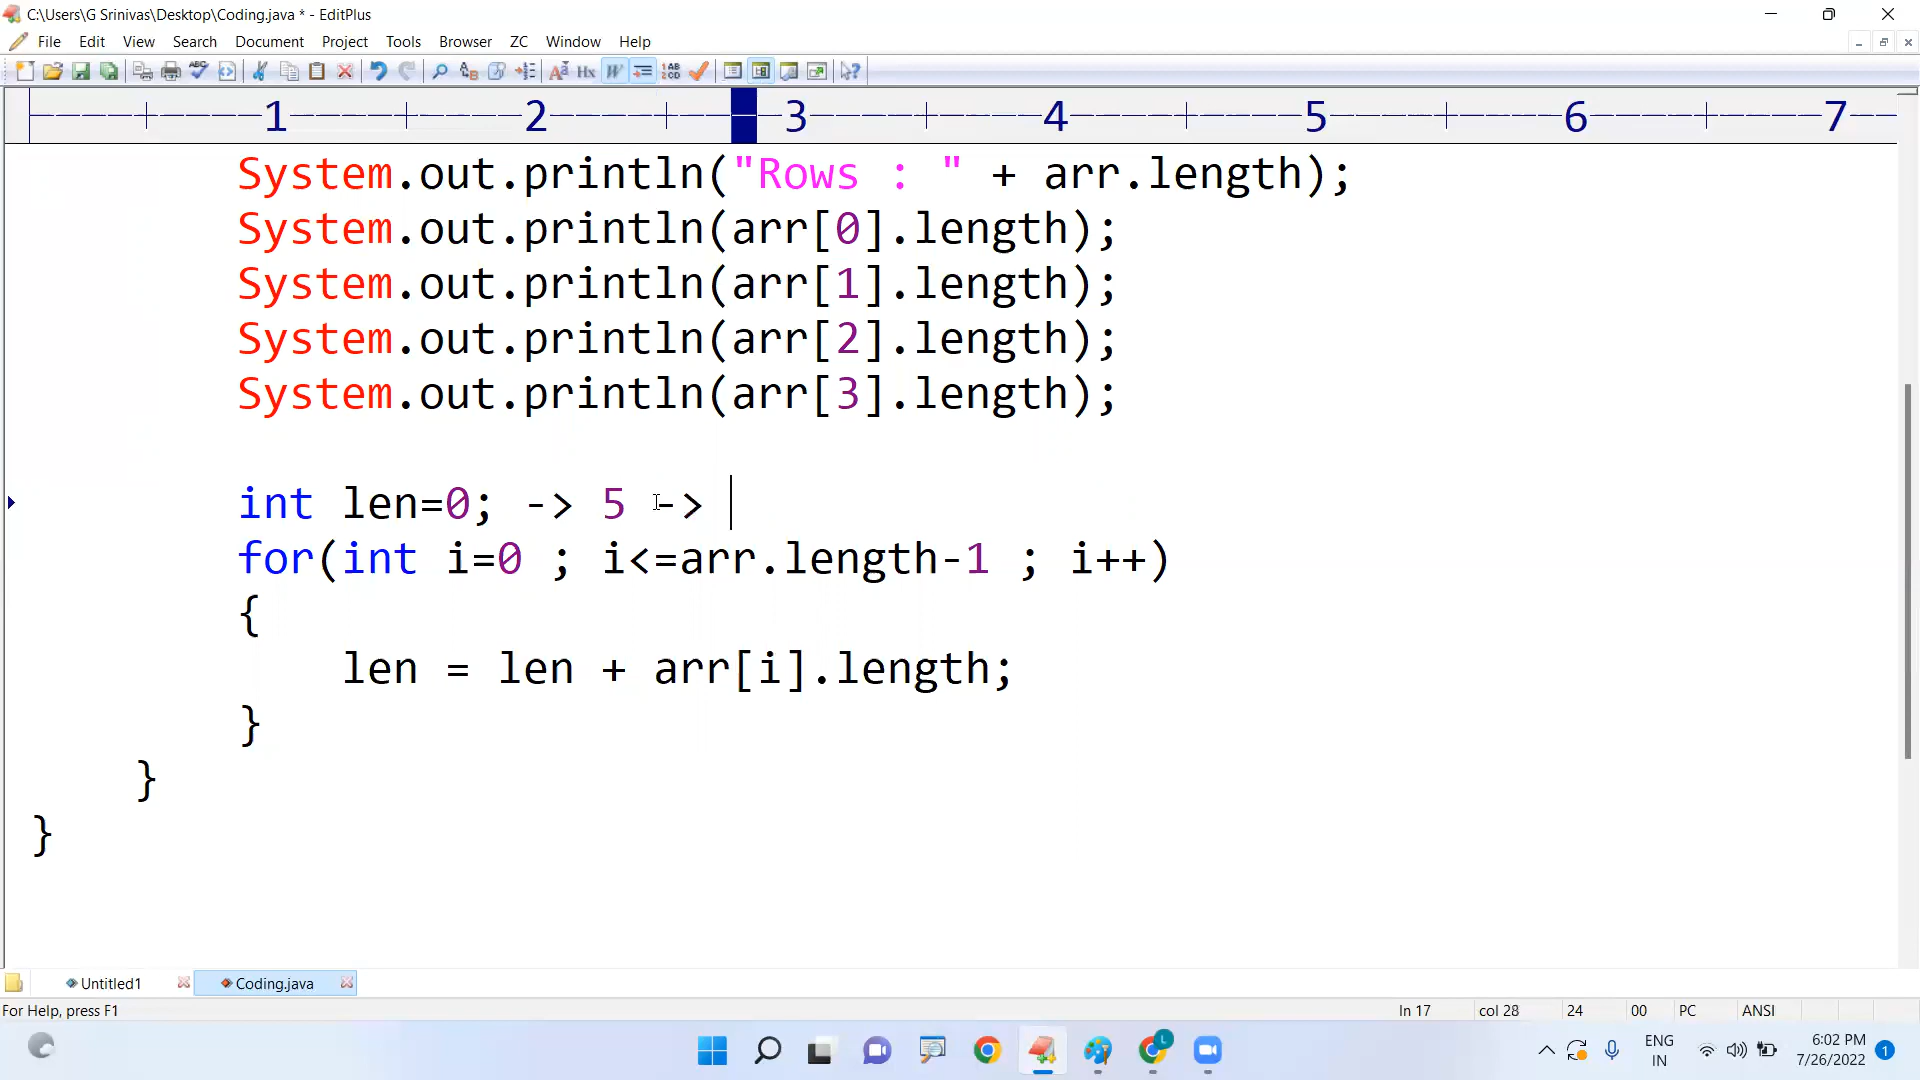 C:\Users\G Srinivas\Desktop\Coding.java * - EditPlus
File Edit View Search Document Project Tools Browser ZC Window Help
1 2 3 4 5 6 7
System.out.println("Rows : " + arr.length);
System.out.println(arr[0].length);
System.out.println(arr[1].length);
System.out.println(arr[2].length);
System.out.println(arr[3].length);
int len=0; -> 5 ->
for(int i=0 ; i<=arr.length-1 ; i++)
{
len = len + arr[i].length;
}
}
}
Untitled1 Coding.java
For Help, press F1 ln 17 col 28 24 00 PC ANSI
ENG 6:02 PM
IN 7/26/2022 1